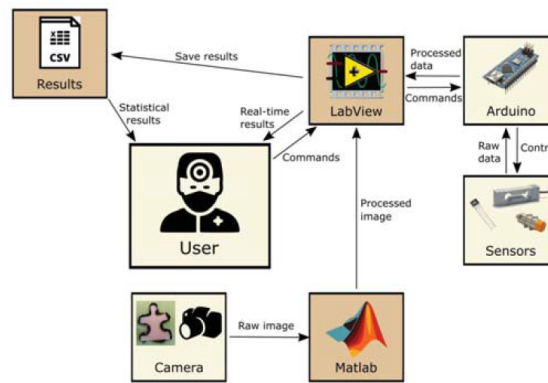 CSV
Results
Save results
LabView
Processed
data
Commands
Arduino
Statistical
results
Real-time
results
Commands
Raw
data
Contr
User
Processed
image
Sensors
Camera
Raw image
Matlab